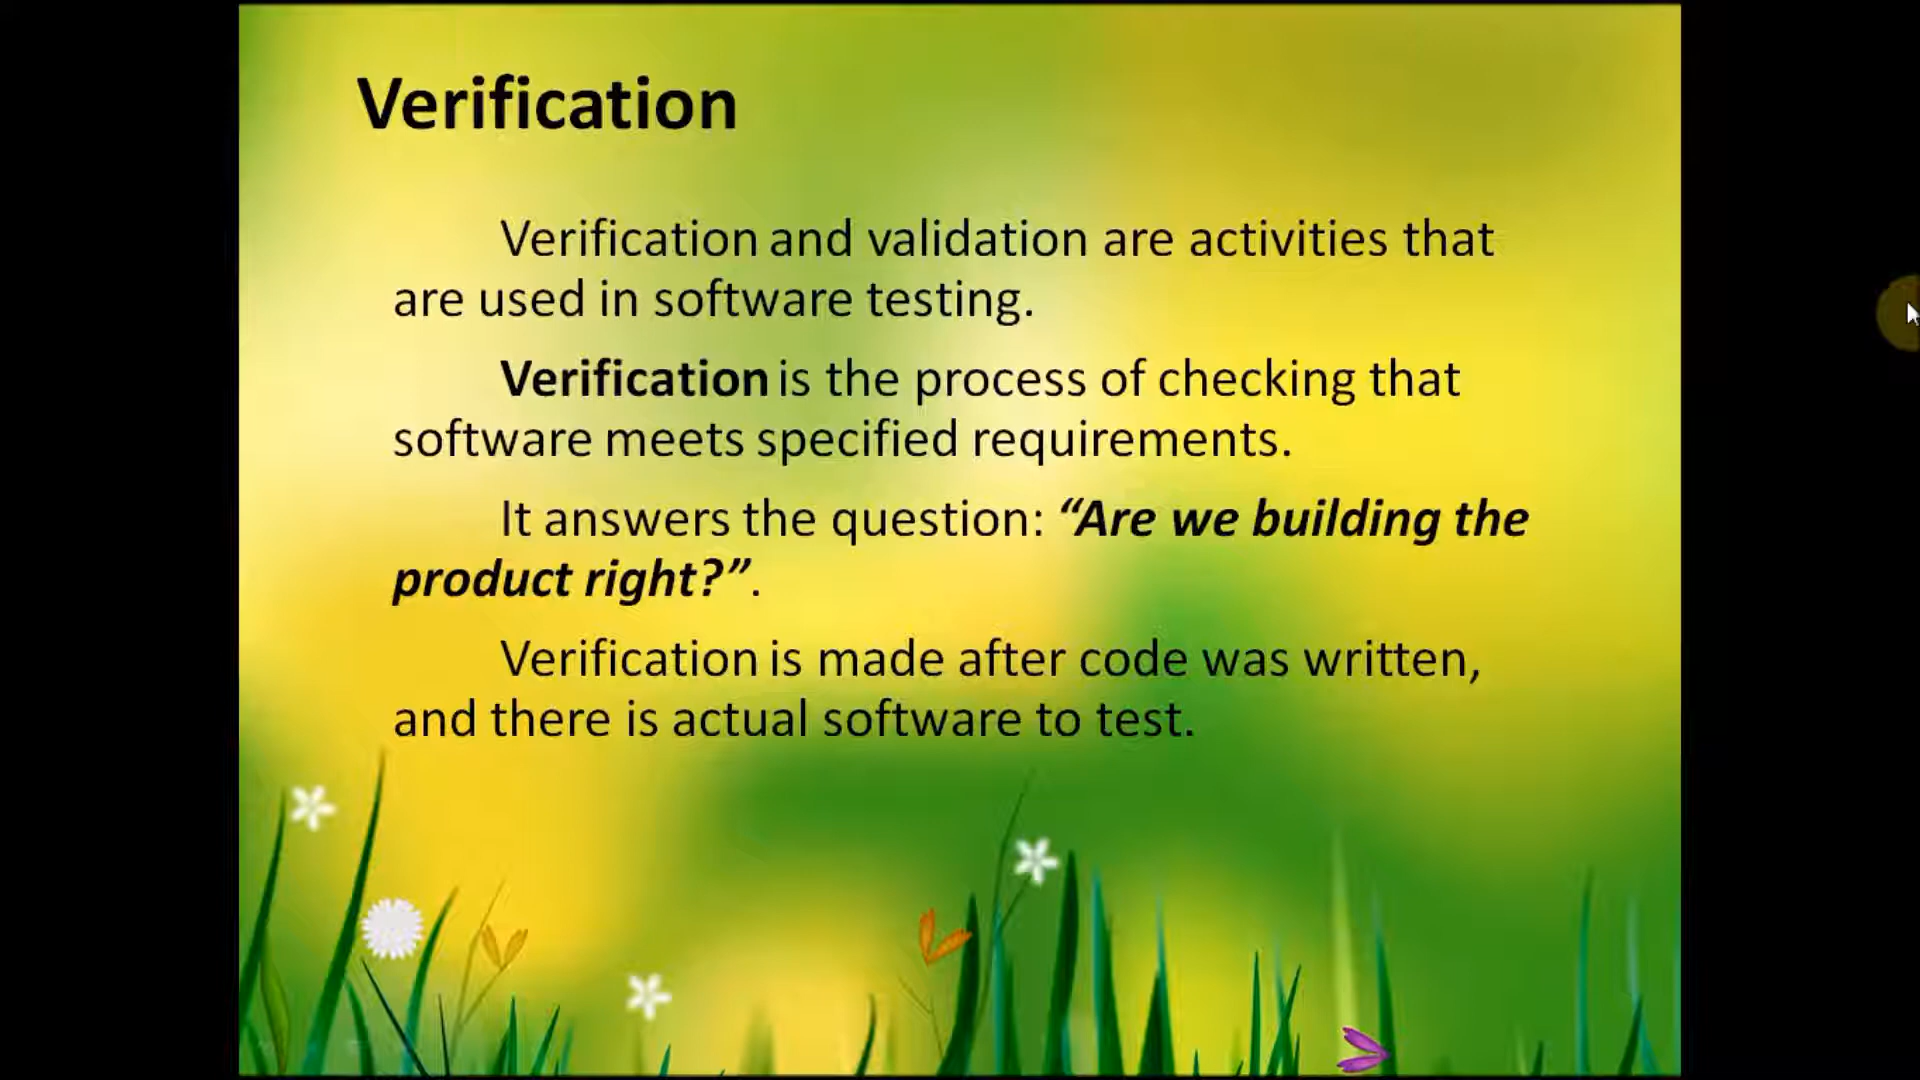 Verification
Verification and validation are activities that
are used in software testing.
Verification is the process of checking that
software meets specified requirements.
It answers the question: “Are we building the
product right?”.
Verification is made after code was written,
and there is actual software to test.